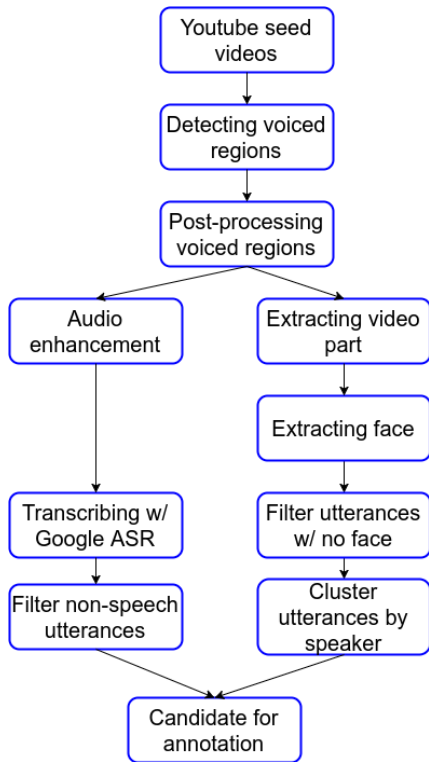 Youtube seed
videos
Detecting voiced
regions
Post-processing
voiced regions
Audio
enhancement
Extracting video
part
Extracting face
Transcribing w/
Google ASR
Filter utterances
w/ no face
Filter non-speech
utterances
Cluster
utterances by
speaker
Candidate for
annotation